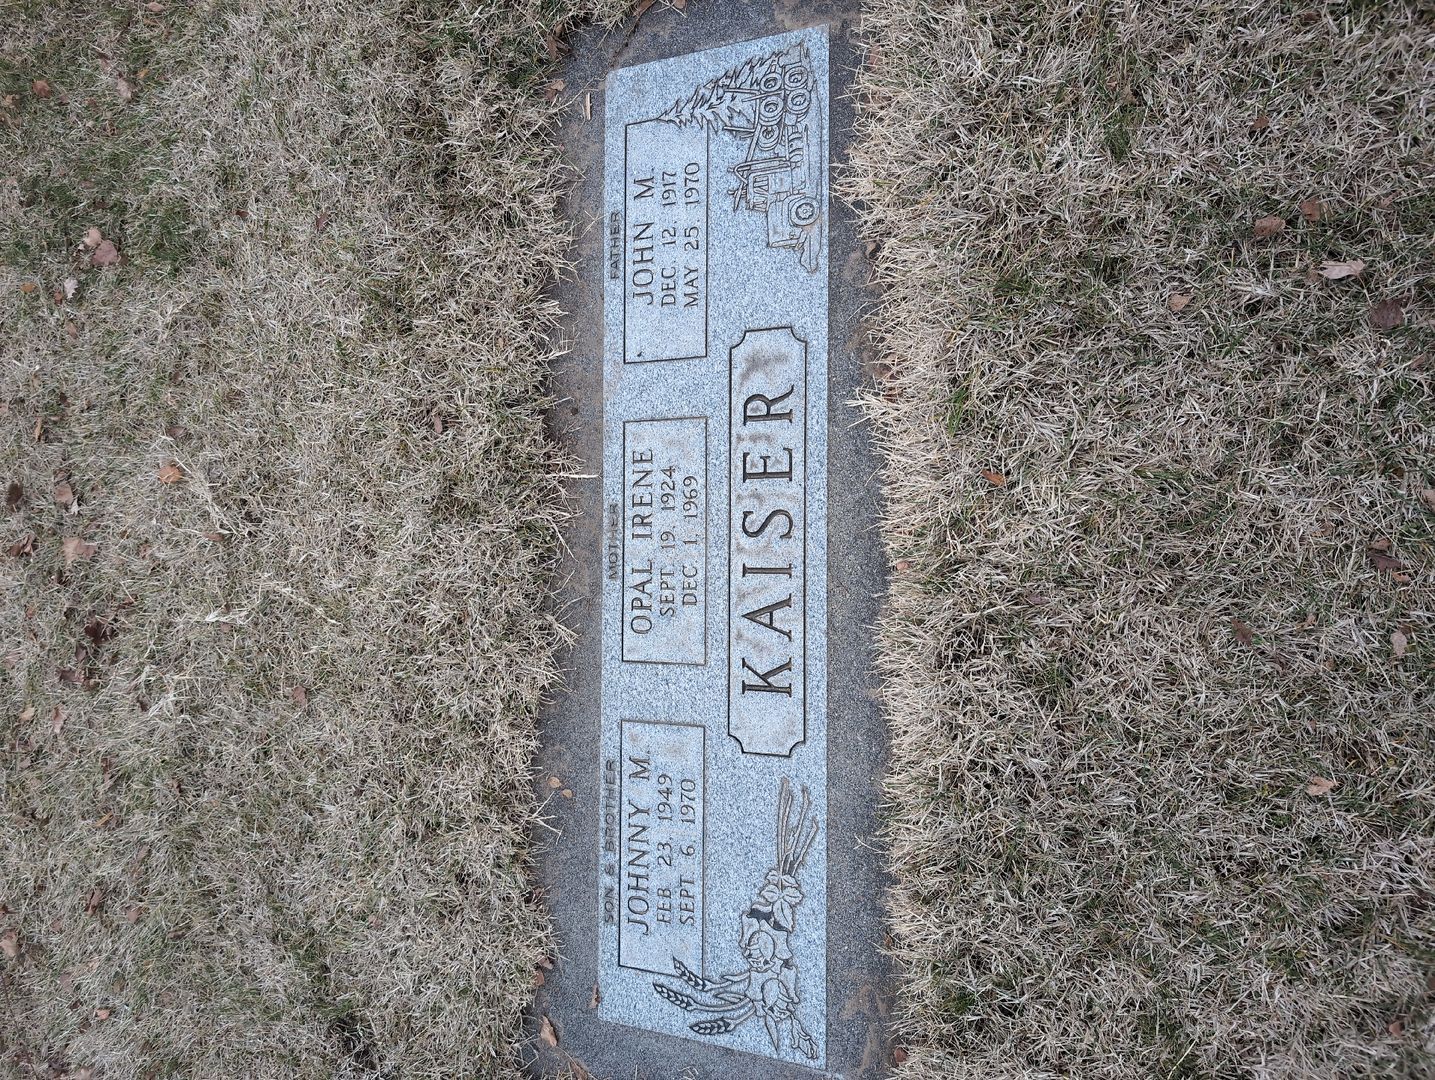 SON & BROTHER
JOHNNY M.
FEB. 23, 1949
SEPT. 6, 1970
MOTHER
OPAL IRENE
SEPT. 19, 1924
DEC. 1, 1969
FATHER
JOHN M
DEC. 12, 1917
MAY 25, 1970
KAISER